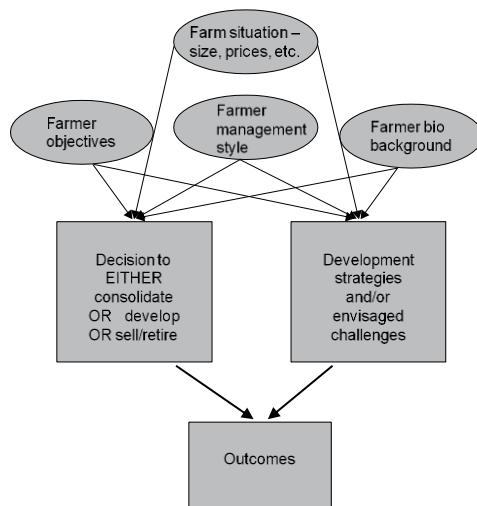 Farm situation –
size, prices, etc.
Farmer
objectives
Farmer
management
style
Farmer bio
background
Decision to
EITHER
consolidate
OR develop
OR sell/retire
Development
strategies
and/or
envisaged
challenges
Outcomes